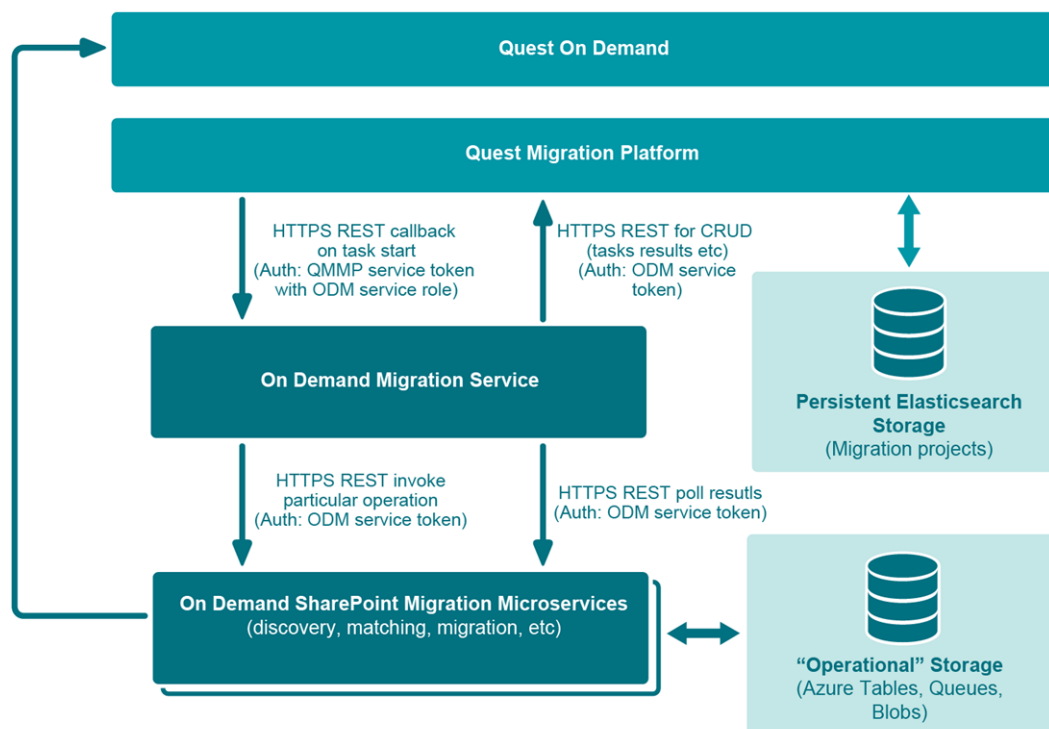 Quest On Demand
Quest Migration Platform
HTTPS REST callback
on task start
(Auth: QMMP service token
with ODM service role)
HTTPS REST for CRUD
(tasks results etc)
(Auth: ODM service
token)
On Demand Migration Service
Persistent Elasticsearch
Storage
(Migration projects)
HTTPS REST invoke
particular operation
(Auth: ODM service token)
HTTPS REST poll resutls
(Auth: ODM service token)
On Demand SharePoint Migration Microservices
(discovery, matching, migration, etc)
“Operational” Storage
(Azure Tables, Queues,
Blobs)